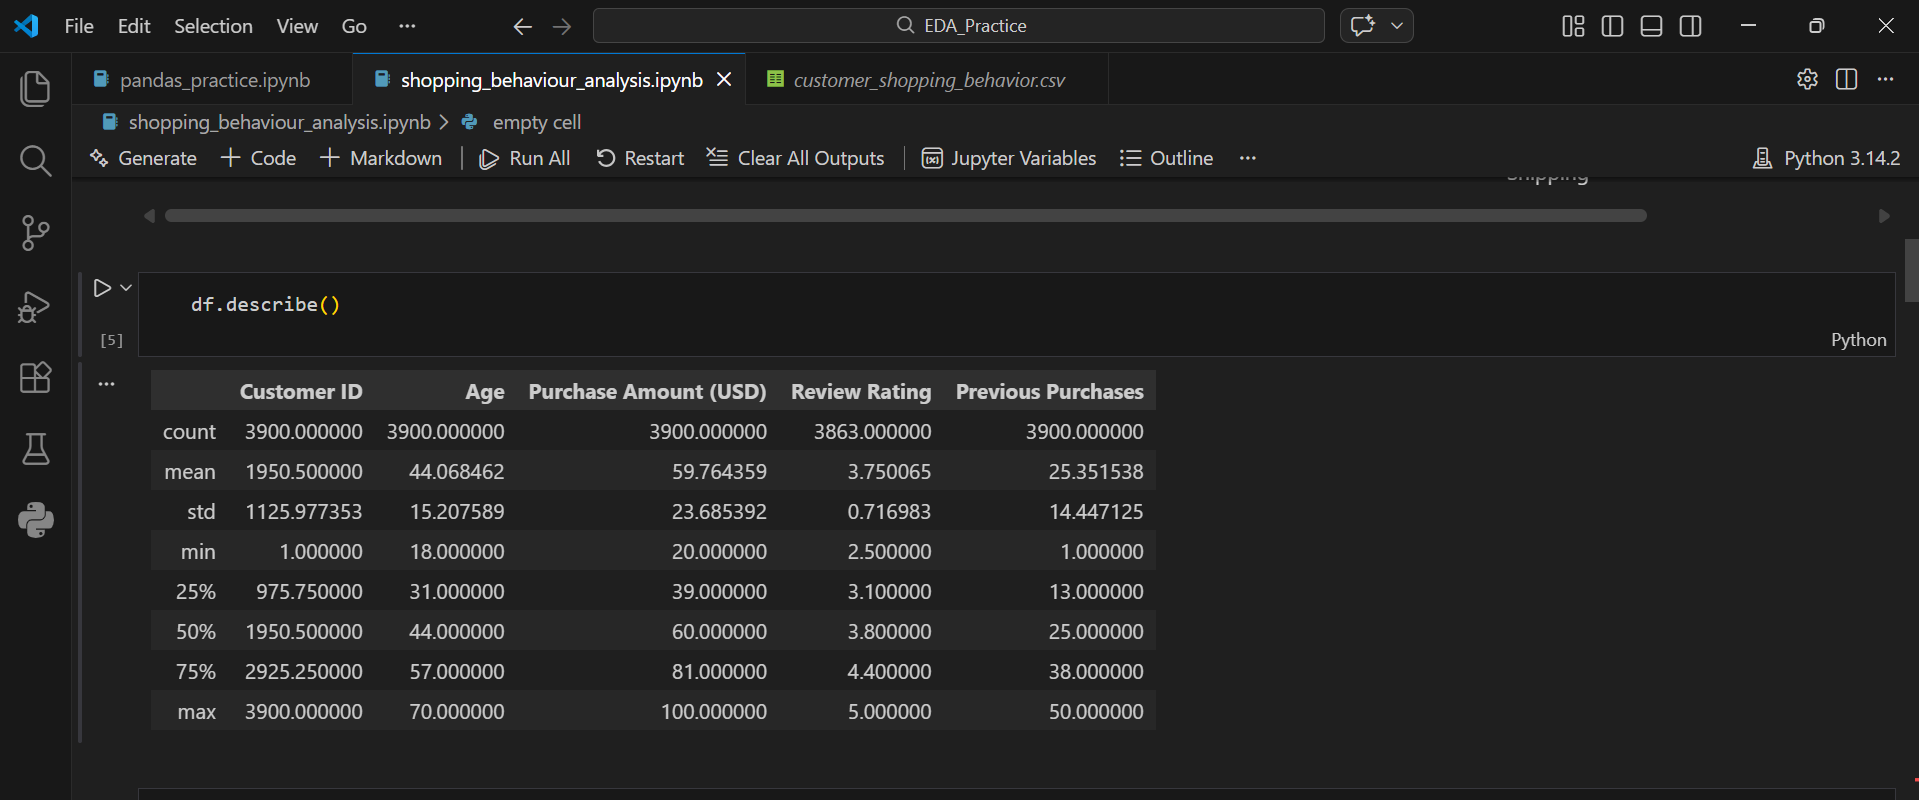 File Edit Selection View Go ··· EDA_Practice
pandas_practice.ipynb shopping_behaviour_analysis.ipynb customer_shopping_behavior.csv ···
shopping_behaviour_analysis.ipynb > empty cell
Generate + Code + Markdown | Run All Restart Clear All Outputs | Jupyter Variables Outline ··· Python 3.14.2
Shipping
df.describe()
[5]
Python
···
Customer ID Age Purchase Amount (USD) Review Rating Previous Purchases
count 3900.000000 3900.000000 3900.000000 3863.000000 3900.000000
mean 1950.500000 44.068462 59.764359 3.750065 25.351538
std 1125.977353 15.207589 23.685392 0.716983 14.447125
min 1.000000 18.000000 20.000000 2.500000 1.000000
25% 975.750000 31.000000 39.000000 3.100000 13.000000
50% 1950.500000 44.000000 60.000000 3.800000 25.000000
75% 2925.250000 57.000000 81.000000 4.400000 38.000000
max 3900.000000 70.000000 100.000000 5.000000 50.000000